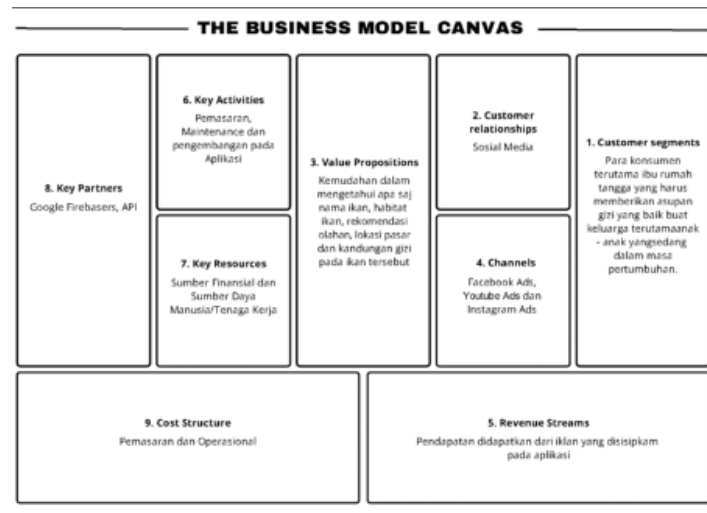 THE BUSINESS MODEL CANVAS
8. Key Partners
Google Firebasers, API
6. Key Activities
Pemasaran,
Maintenance dan
pengembangan pada
Aplikasi
7. Key Resources
Sumber Finansial dan
Sumber Daya
Manusia/Tenaga Kerja
3. Value Propositions
Kemudahan dalam
mengetahui apa saj
nama ikan, habitat
ikan, rekomendasi
olahan, lokasi pasar
dan kandungan gizi
pada ikan tersebut
2. Customer
relationships
Sosial Media
4. Channels
Facebook Ads,
Youtube Ads dan
Instagram Ads
1. Customer segments
Para konsumen
terutama ibu rumah
tangga yang harus
memberikan asupan
gizi yang baik buat
keluarga terutamaanak
- anak yangsedang
dalam masa
pertumbuhan.
9. Cost Structure
Pemasaran dan Operasional
5. Revenue Streams
Pendapatan didapatkan dari iklan yang disisipkam
pada aplikasi